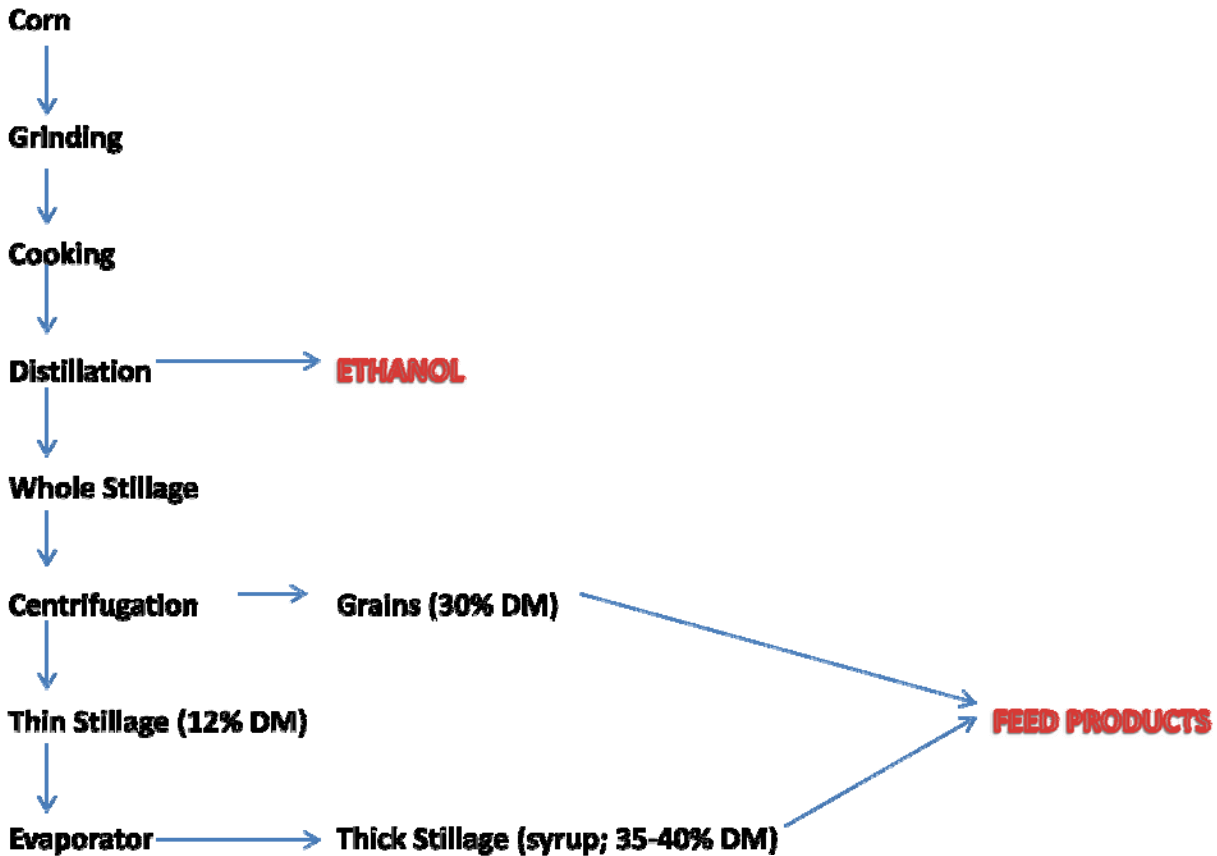 Corn
Grinding
Cooking
Distillation
ETHANOL
Whole Stillage
Centrifugation
Grains (30% DM)
Thin Stillage (12% DM)
FEED PRODUCTS
Evaporator
Thick Stillage (syrup; 35-40% DM)